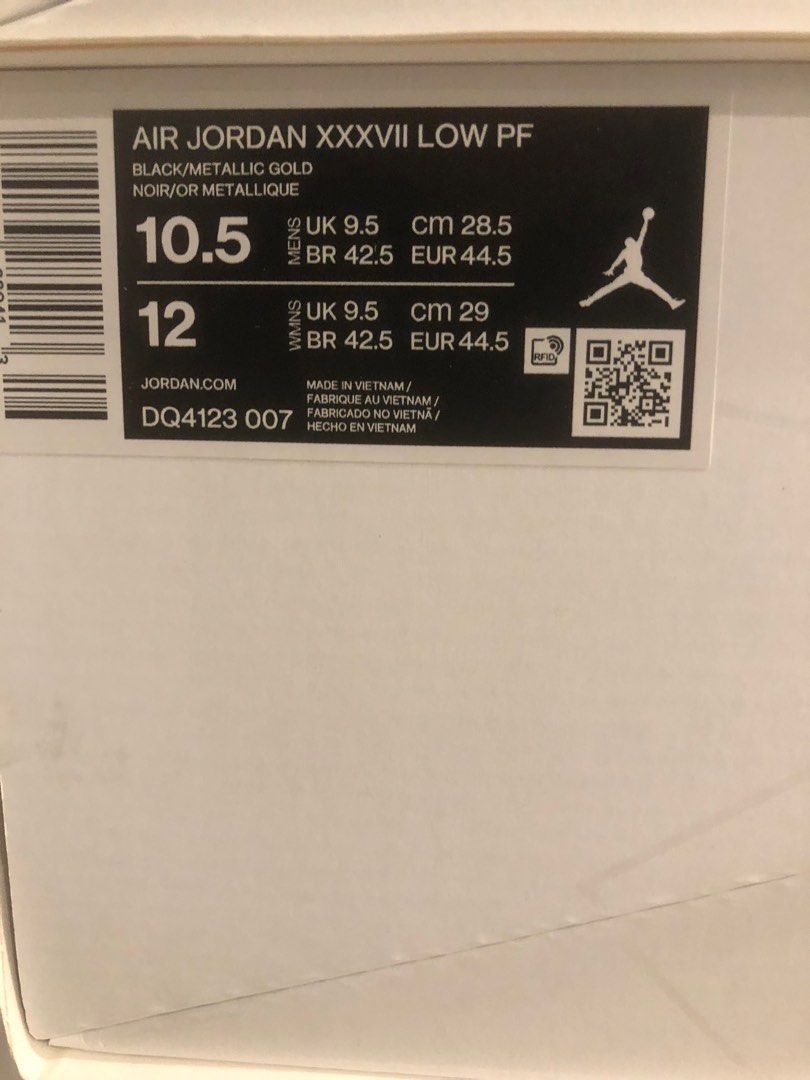 AIR JORDAN XXXVII LOW PF
BLACK/METALLIC GOLD
NOIR/OR METALLIQUE
10.5 MENS UK 9.5 cm 28.5
BR 42.5 EUR 44.5
12 WMNS UK 9.5 cm 29
BR 42.5 EUR 44.5
RFID
JORDAN.COM
DQ4123 007
MADE IN VIETNAM /
FABRIQUE AU VIETNAM /
FABRICADO NO VIETNÃ /
HECHO EN VIETNAM